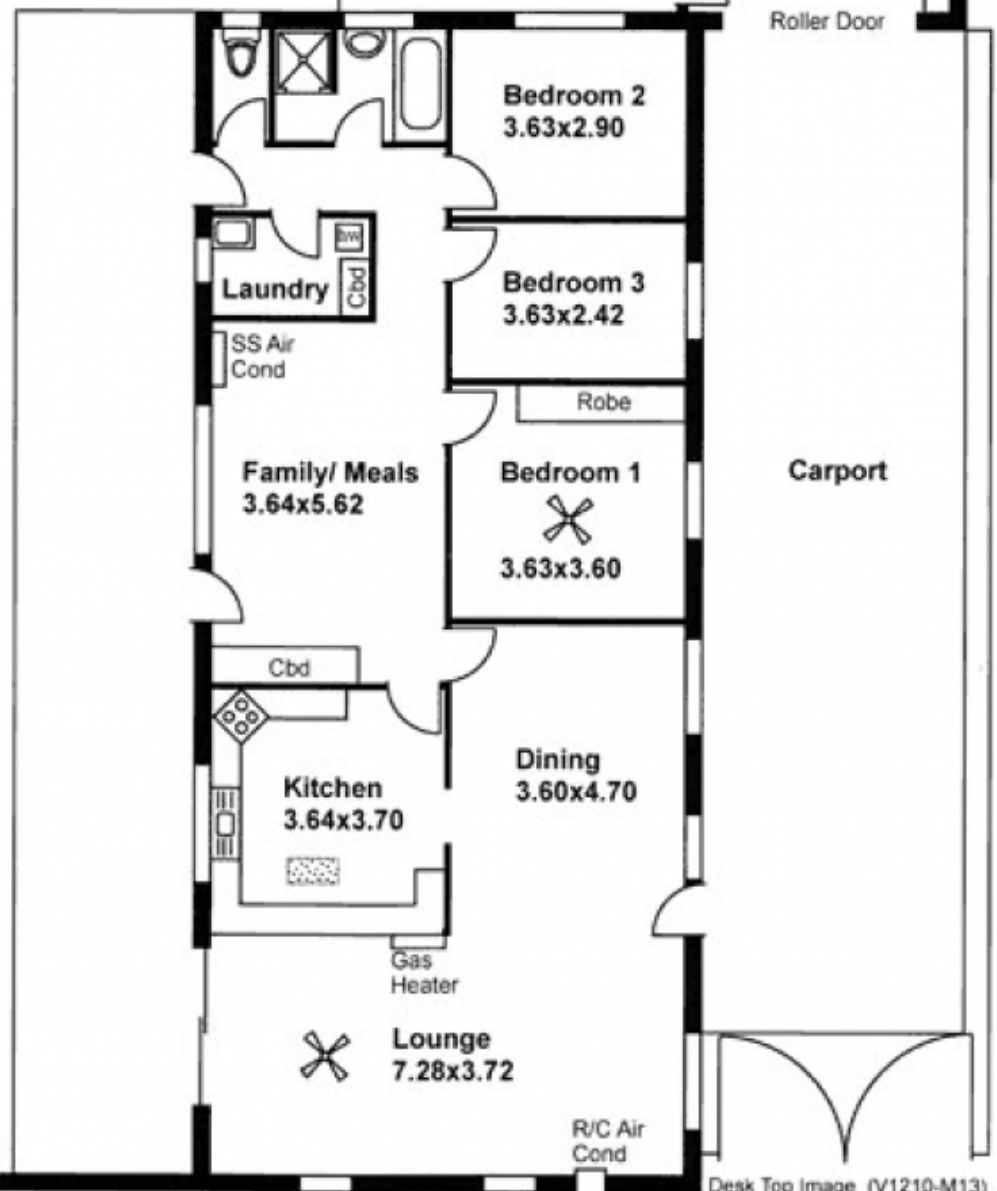 Roller Door
Bedroom 2
3.63x2.90
Bedroom 3
3.63x2.42
Laundry
Cbd
SS Air
Cond
Robe
Family/ Meals
3.64x5.62
Bedroom 1
3.63x3.60
Carport
Cbd
Dining
3.60x4.70
Kitchen
3.64x3.70
Gas
Heater
Lounge
7.28x3.72
R/C Air
Cond
Desk Top Image (V1210-M13)